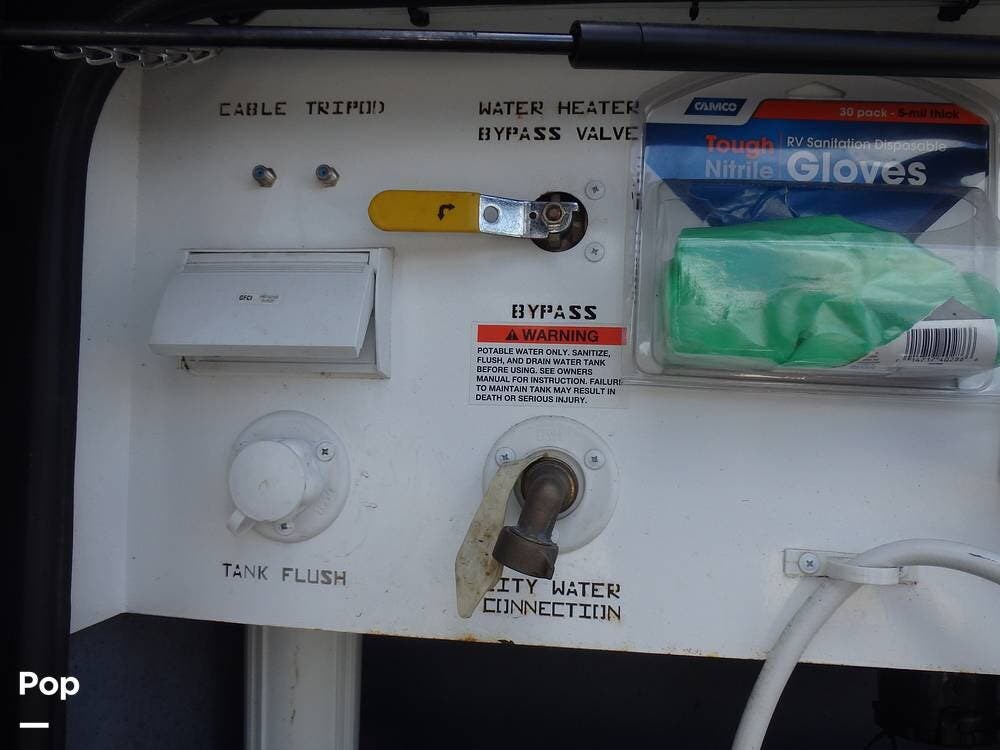 CABLE TRIPOD
WATER HEATER
BYPASS VALVE
CAMCO
30 pack - 5-mil thick
Tough
Nitrile
RV Sanitation Disposable
Gloves
GFCI
BYPASS
WARNING
POTABLE WATER ONLY. SANITIZE,
FLUSH, AND DRAIN WATER TANK
BEFORE USING. SEE OWNERS
MANUAL FOR INSTRUCTION. FAILURE
TO MAINTAIN TANK MAY RESULT IN
DEATH OR SERIOUS INJURY.
TANK FLUSH
CITY WATER
CONNECTION
Pop